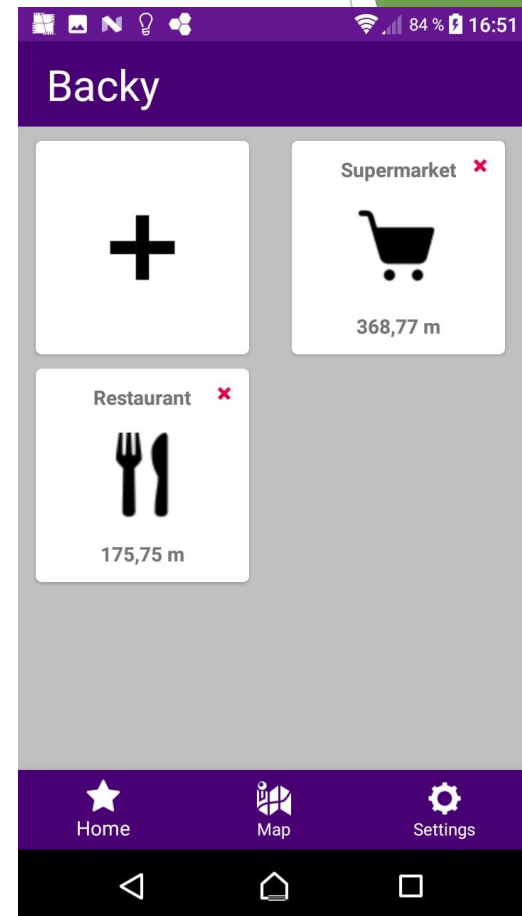 84 % 16:51
Backy
Supermarket
368,77 m
Restaurant
175,75 m
Home Map Settings